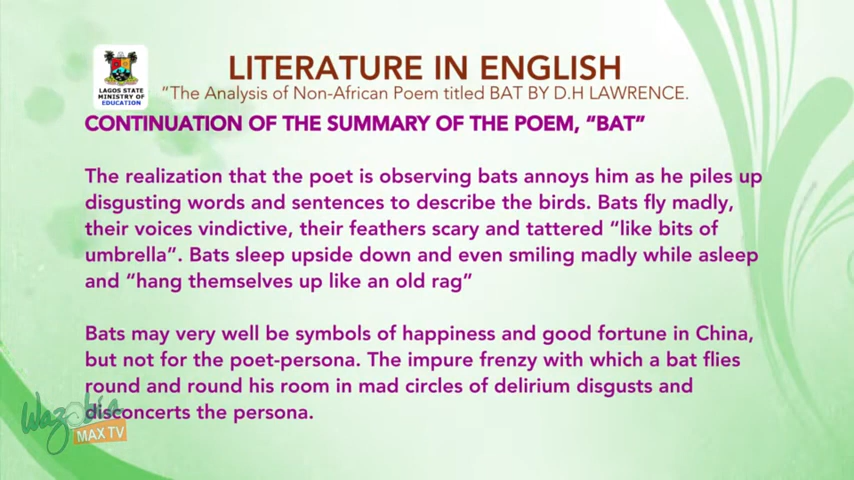 LAGOS STATE
MINISTRY OF
EDUCATION
LITERATURE IN ENGLISH
“The Analysis of Non-African Poem titled BAT BY D.H LAWRENCE.
CONTINUATION OF THE SUMMARY OF THE POEM, “BAT”
The realization that the poet is observing bats annoys him as he piles up
disgusting words and sentences to describe the birds. Bats fly madly,
their voices vindictive, their feathers scary and tattered “like bits of
umbrella”. Bats sleep upside down and even smiling madly while asleep
and “hang themselves up like an old rag”
Bats may very well be symbols of happiness and good fortune in China,
but not for the poet-persona. The impure frenzy with which a bat flies
round and round his room in mad circles of delirium disgusts and
disconcerts the persona.
Wazobia
MAX TV